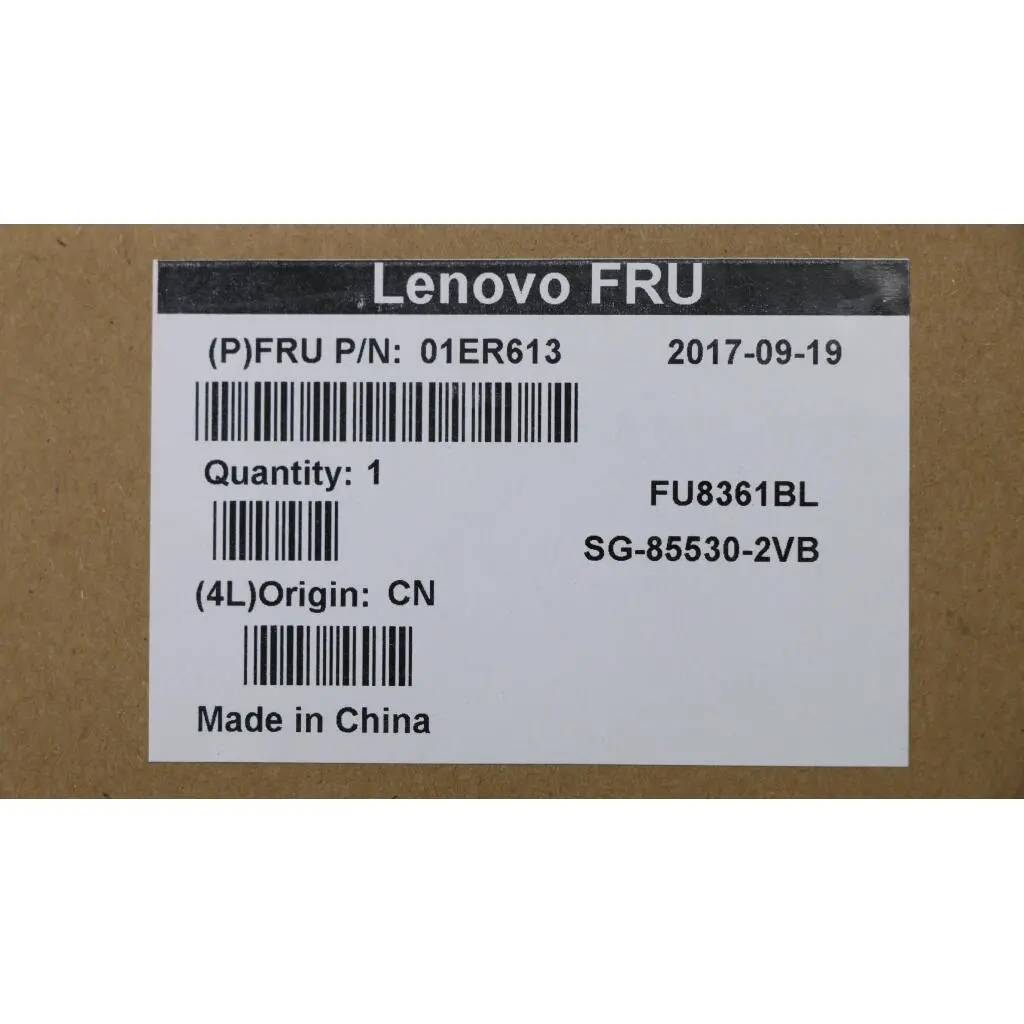 Lenovo FRU
(P)FRU P/N: 01ER613 2017-09-19
Quantity: 1
FU8361BL
SG-85530-2VB
(4L)Origin: CN
Made in China